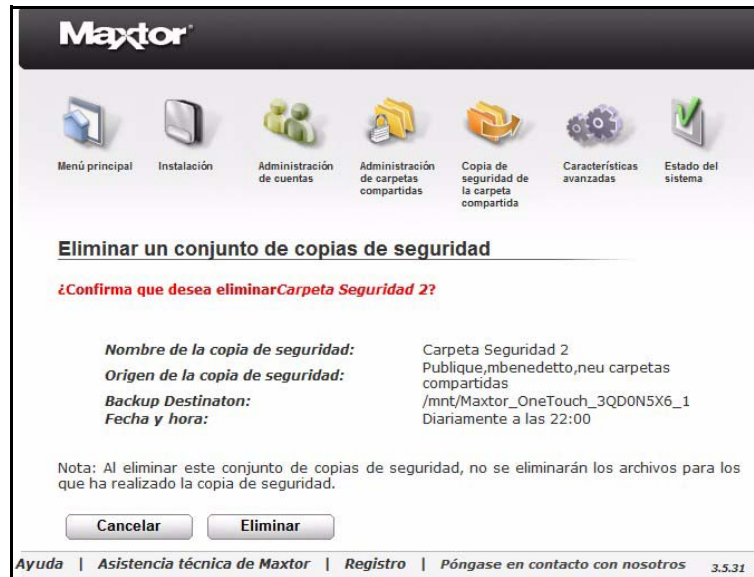 Maxtor
Menú principal
Instalación
Administración
de cuentas
Administración
de carpetas
compartidas
Copia de
seguridad de
la carpeta
compartida
Características
avanzadas
Estado del
sistema
Eliminar un conjunto de copias de seguridad
¿Confirma que desea eliminarCarpeta Seguridad 2?
Nombre de la copia de seguridad: Carpeta Seguridad 2
Origen de la copia de seguridad: Publique,mbenedetto,neu carpetas
compartidas
Backup Destinaton: /mnt/Maxtor_OneTouch_3QD0N5X6_1
Fecha y hora: Diariamente a las 22:00
Nota: Al eliminar este conjunto de copias de seguridad, no se eliminarán los archivos para los
que ha realizado la copia de seguridad.
Cancelar Eliminar
Ayuda | Asistencia técnica de Maxtor | Registro | Póngase en contacto con nosotros 3.5.31